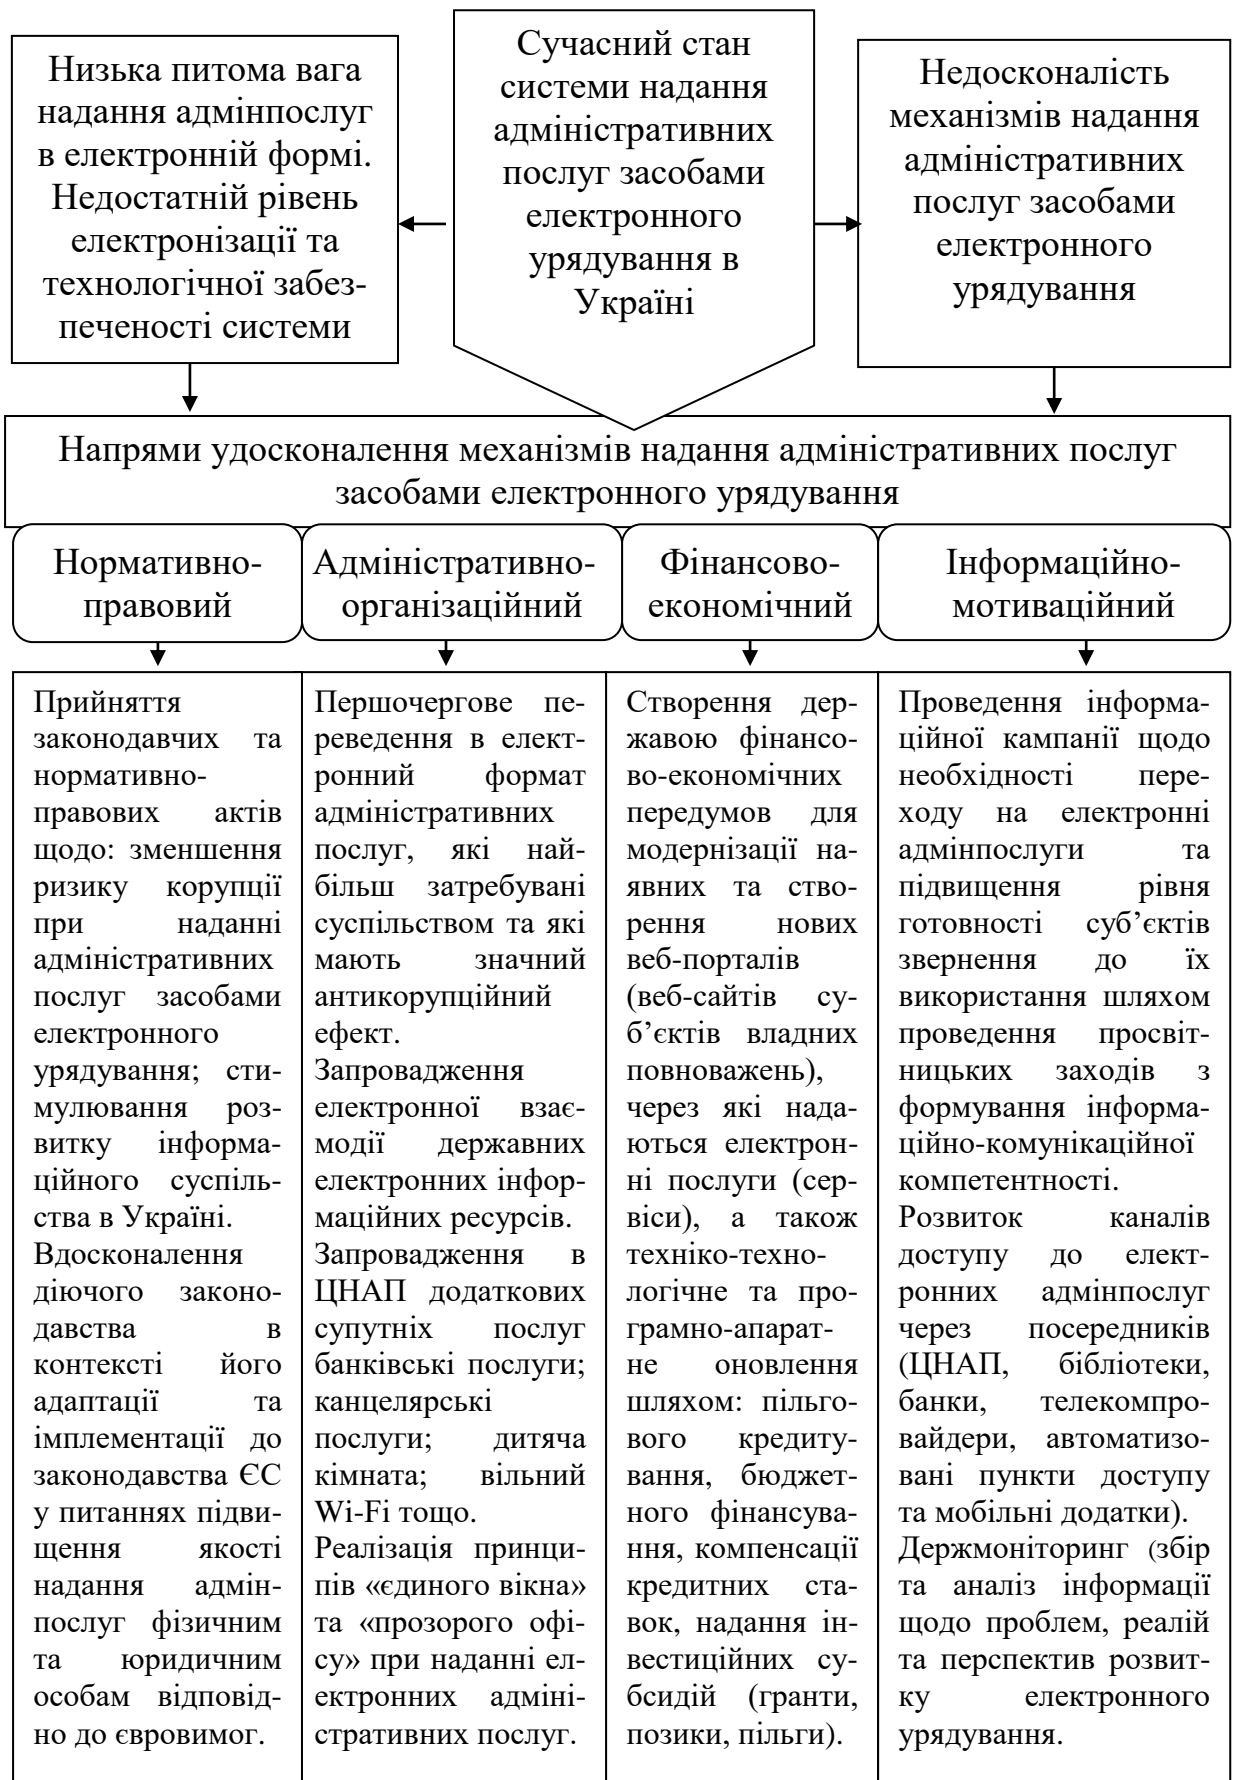 Низька питома вага
надання адмінпослуг
в електронній формі.
Недостатній рівень
електронізації та
технологічної забез-
печеності системи
Сучасний стан
системи надання
адміністративних
послуг засобами
електронного
урядування в
Україні
Недосконалість
механізмів надання
адміністративних
послуг засобами
електронного
урядування
Напрями удосконалення механізмів надання адміністративних послуг
засобами електронного урядування
Нормативно-
правовий
Адміністративно-
організаційний
Фінансово-
економічний
Інформаційно-
мотиваційний
Прийняття
законодавчих та
нормативно-
правових актів
щодо: зменшення
ризику корупції
при наданні
адміністративних
послуг засобами
електронного
урядування; сти-
мулювання роз-
витку інформа-
ційного суспіль-
ства в Україні.
Вдосконалення
діючого законо-
давства в
контексті його
адаптації та
імплементації до
законодавства ЄС
у питаннях підви-
щення якості
надання адмін-
послуг фізичним
та юридичним
особам відповід-
но до євровимог.
Першочергове пе-
реведення в елект-
ронний формат
адміністративних
послуг, які най-
більш затребувані
суспільством та які
мають значний
антикорупційний
ефект.
Запровадження
електронної взає-
модії державних
електронних інфор-
маційних ресурсів.
Запровадження в
ЦНАП додаткових
супутніх послуг
банківські послуги;
канцелярські
послуги; дитяча
кімната; вільний
Wi-Fi тощо.
Реалізація принци-
пів «єдиного вікна»
та «прозорого офі-
су» при наданні ел-
ектронних адміні-
стративних послуг.
Створення дер-
жавою фінансо-
во-економічних
передумов для
модернізації на-
явних та ство-
рення нових
веб-порталів
(веб-сайтів су-
б’єктів владних
повноважень),
через які нада-
ються електрон-
ні послуги (сер-
віси), а також
техніко-техно-
логічне та про-
грамно-апарат-
не оновлення
шляхом: пільго-
вого кредиту-
вання, бюджет-
ного фінансува-
ння, компенсації
кредитних ста-
вок, надання ін-
вестиційних су-
бсидій (гранти,
позики, пільги).
Проведення інформа-
ційної кампанії щодо
необхідності пере-
ходу на електронні
адмінпослуги та
підвищення рівня
готовності суб’єктів
звернення до їх
використання шляхом
проведення просвіт-
ницьких заходів з
формування інформа-
ційно-комунікаційної
компетентності.
Розвиток каналів
доступу до елект-
ронних адмінпослуг
через посередників
(ЦНАП, бібліотеки,
банки, телекомпро-
вайдери, автоматизо-
вані пункти доступу
та мобільні додатки).
Держмоніторинг (збір
та аналіз інформації
щодо проблем, реалій
та перспектив розвит-
ку електронного
урядування.